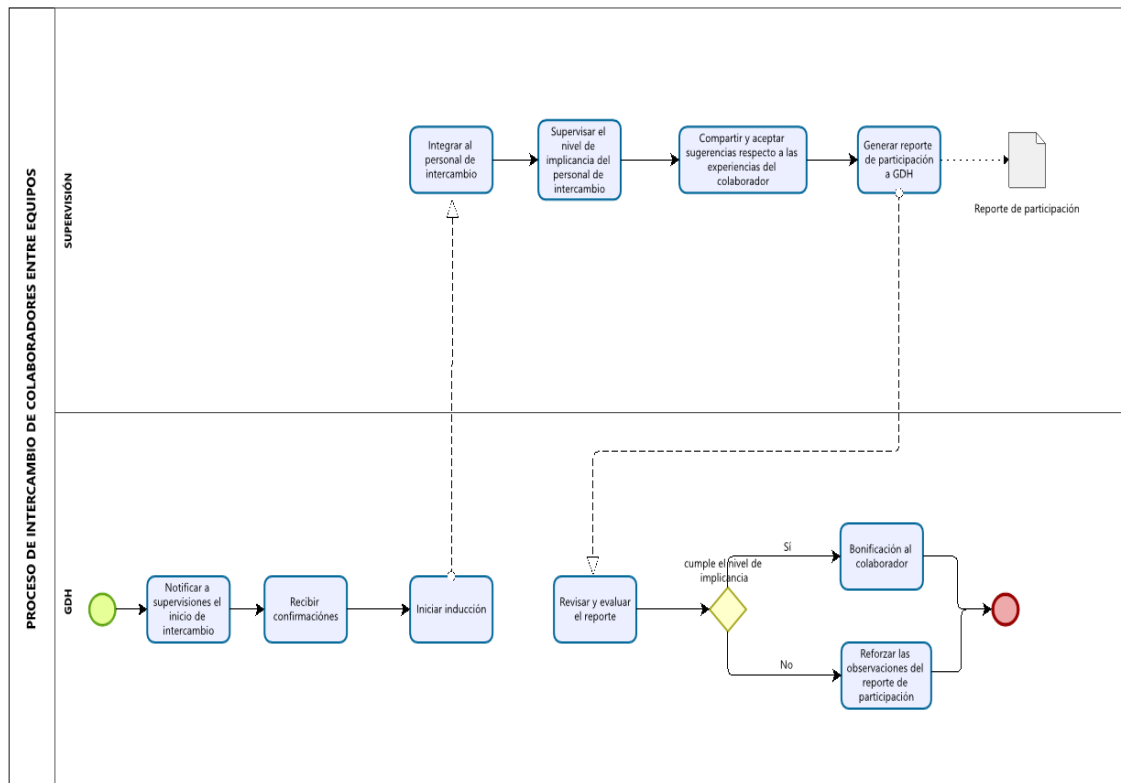 PROCESO DE INTERCAMBIO DE COLABORADORES ENTRE EQUIPOS
SUPERVISIÓN
Integrar al
personal de
intercambio
Supervisar el
nivel de
implicancia del
personal de
intercambio
Compartir y aceptar
sugerencias respecto a las
experiencias del
colaborador
Generar reporte
de participación
a GDH
Reporte de participación
GDH
Notificar a
supervisiones el
inicio de
intercambio
Recibir
confirmaciónes
Iniciar inducción
Revisar y evaluar
el reporte
cumple el nivel de
implicancia
Sí
Bonificación al
colaborador
No
Reforzar las
observaciones del
reporte de
participación